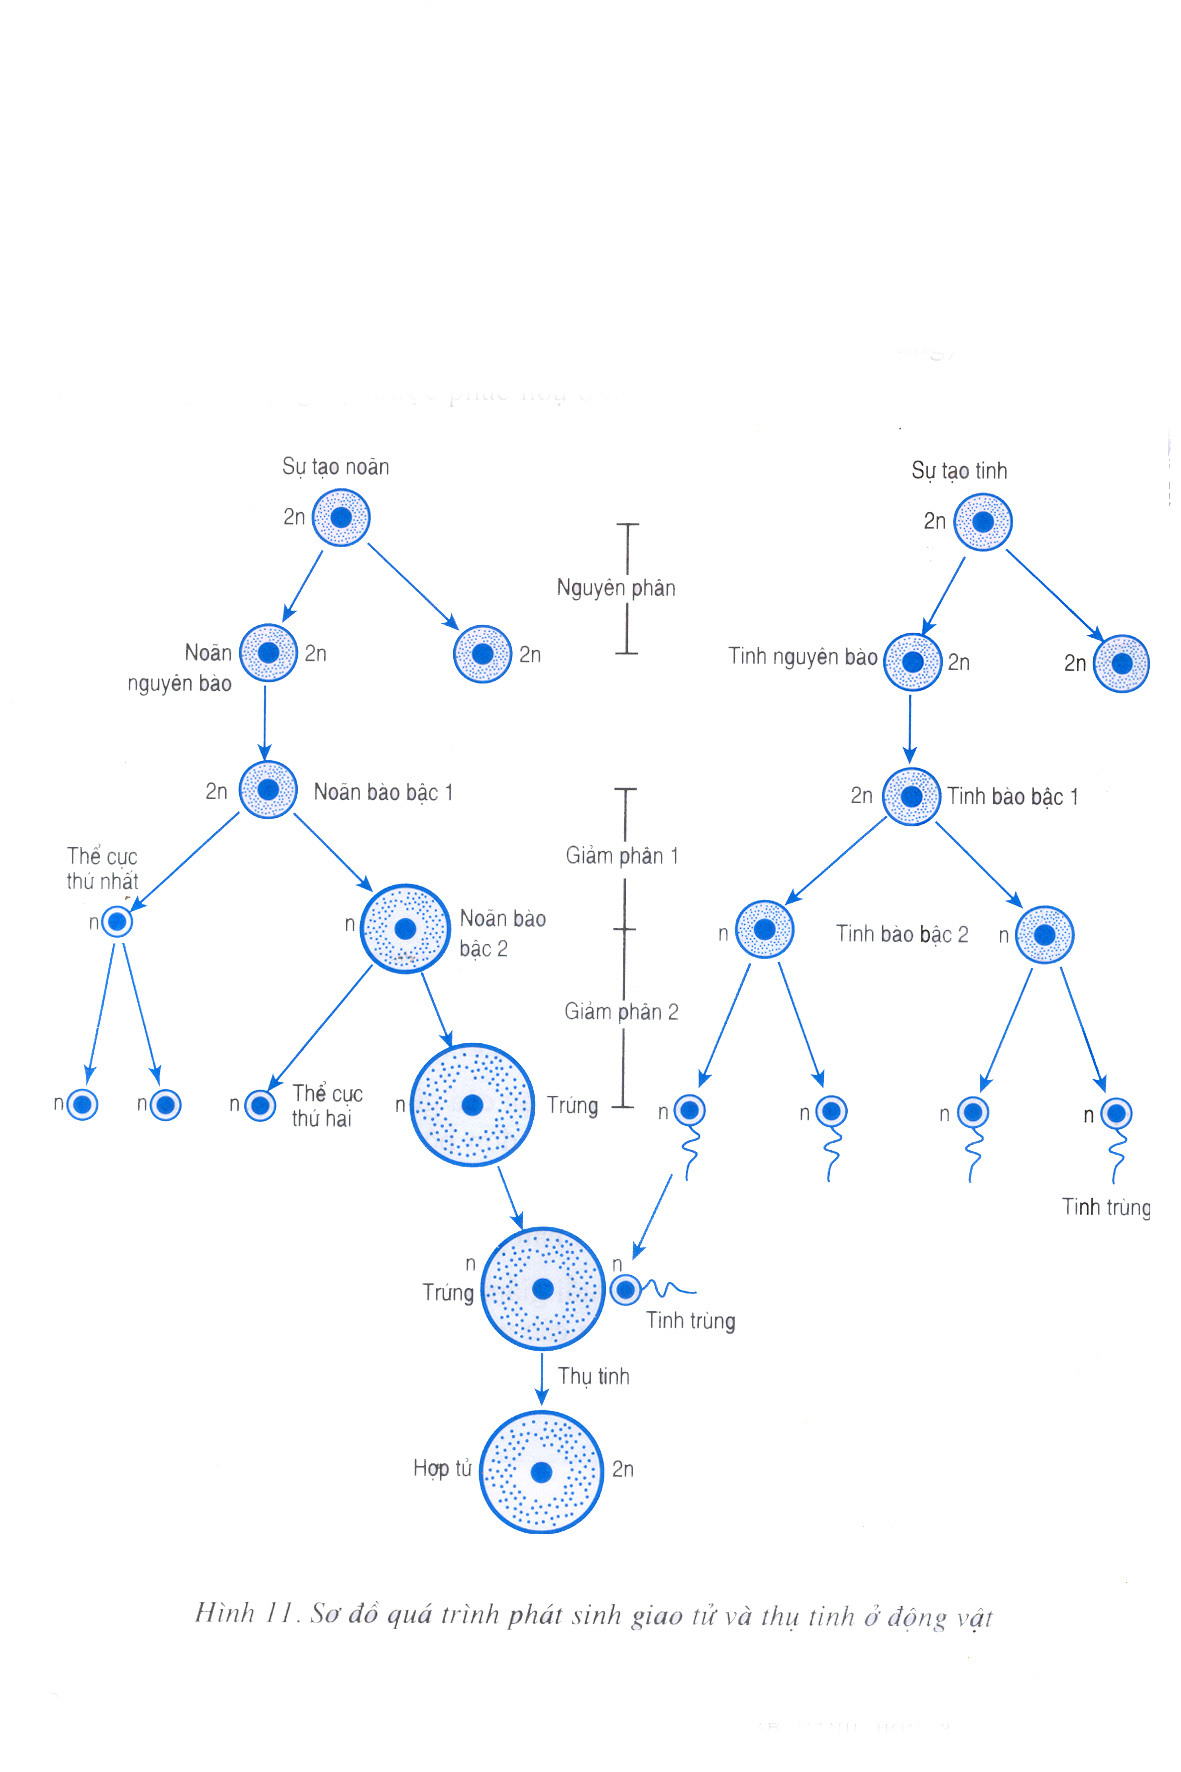 Sự tạo noãn
Sự tạo tinh
2n
2n
Nguyên phân
Noãn
nguyên bào
2n
2n
Tinh nguyên bào
2n
2n
2n
Noãn bào bậc 1
2n
Tinh bào bậc 1
Thể cực
thứ nhất
Giảm phân 1
n
n
Noãn bào
bậc 2
n
Tinh bào bậc 2
n
Giảm phân 2
n
n
n
Thể cực
thứ hai
n
Trứng
n
n
n
n
Tinh trùng
n
Trứng
n
Tinh trùng
Thụ tinh
Hợp tử
2n
Hình 11. Sơ đồ quá trình phát sinh giao tử và thụ tinh ở động vật